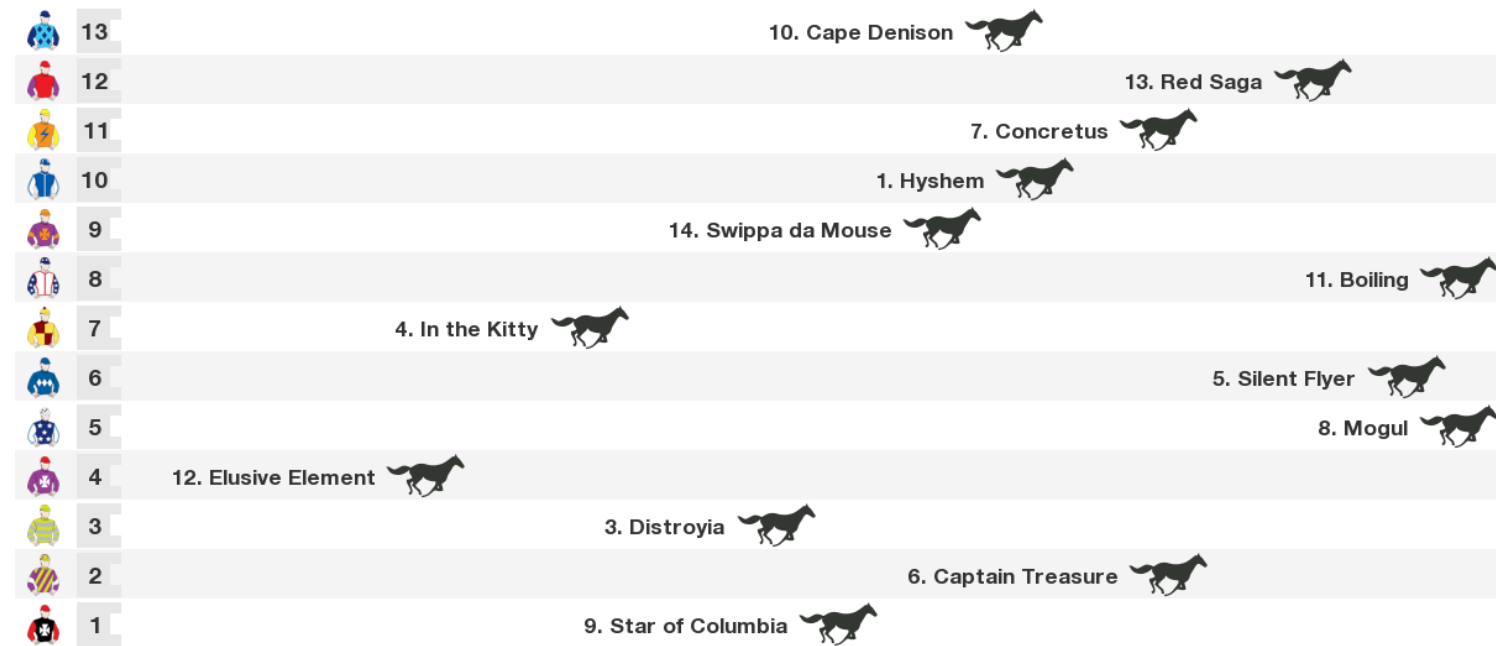 13 10. Cape Denison
12 13. Red Saga
11 7. Concretus
10 1. Hyshem
9 14. Swippa da Mouse
8 11. Boiling
7 4. In the Kitty
6 5. Silent Flyer
5 8. Mogul
4 12. Elusive Element
3 3. Distroyia
2 6. Captain Treasure
1 9. Star of Columbia